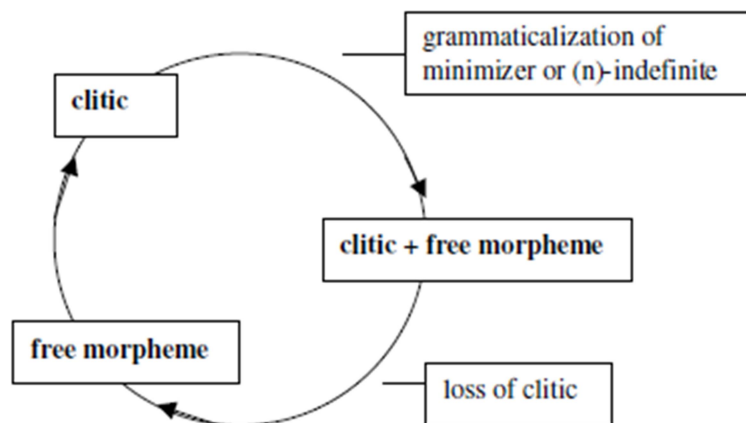 grammaticalization of
minimizer or (n)-indefinite
clitic
clitic + free morpheme
free morpheme
loss of clitic